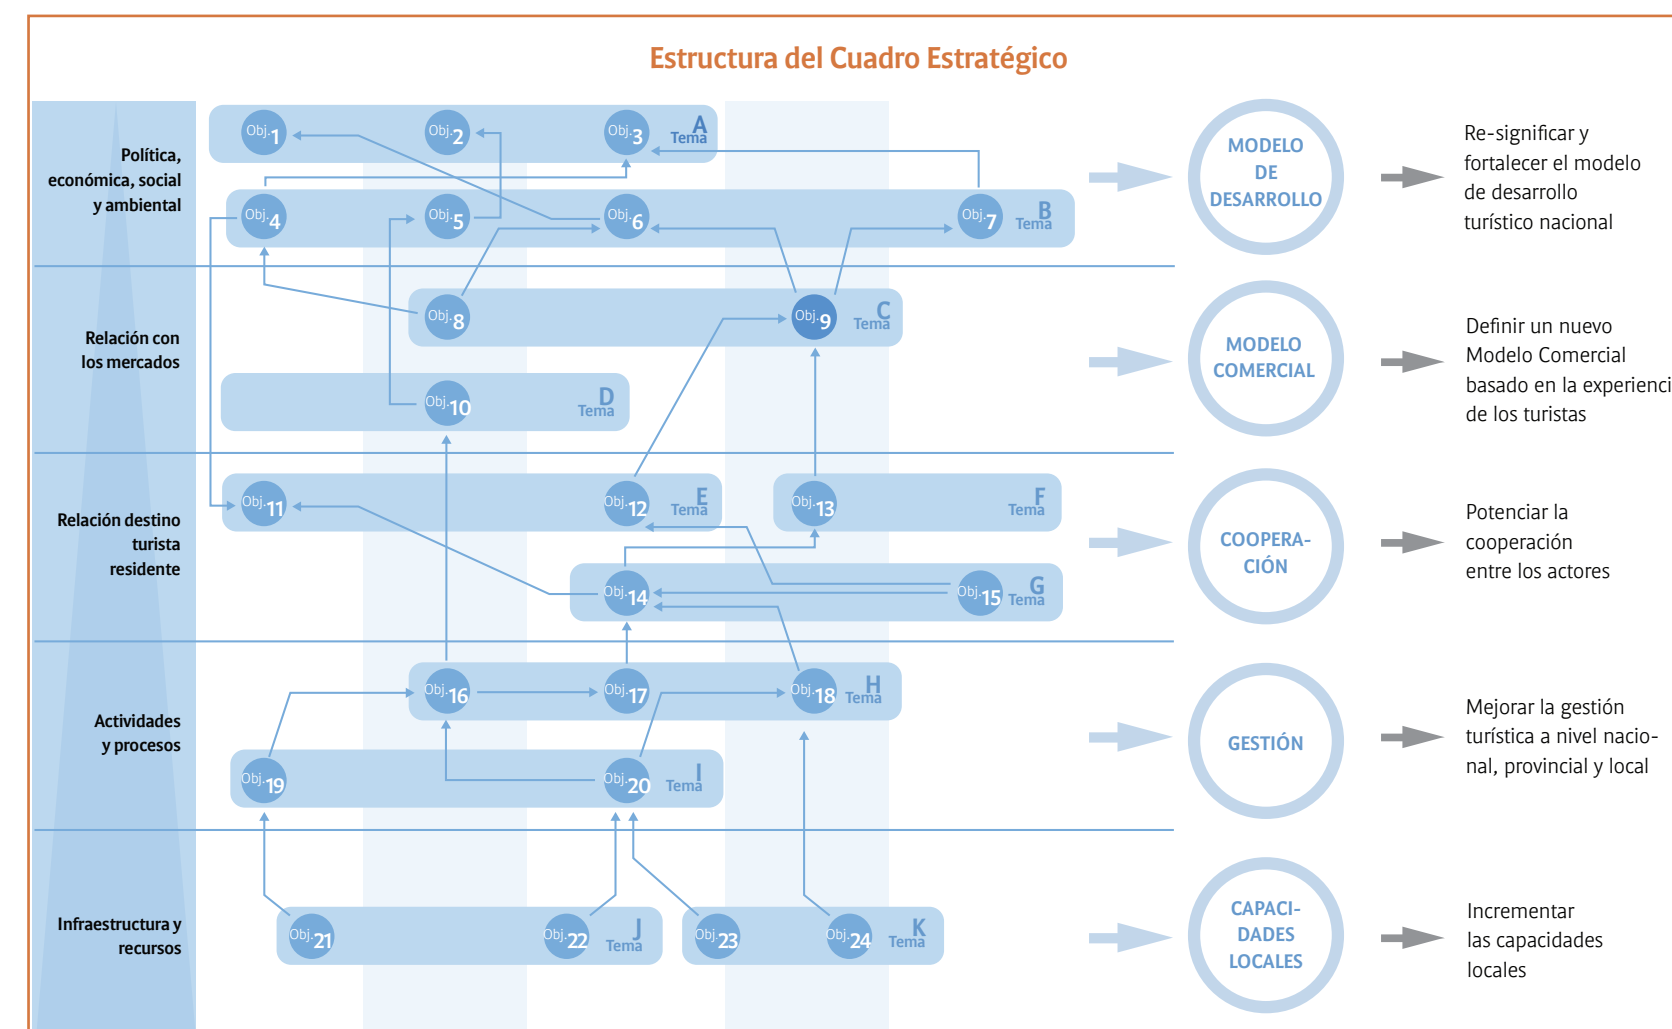 Estructura del Cuadro Estratégico
Política,
económica, social
y ambiental
Obj.1
Obj.2
Obj.3
A
Tema
Obj.4
Obj.5
Obj.6
Obj.7
B
Tema
MODELO
DE
DESARROLLO
Re-significar y
fortalecer el modelo
de desarrollo
turístico nacional
Relación con
los mercados
Obj.8
Obj.9
C
Tema
Obj.10
D
Tema
MODELO
COMERCIAL
Definir un nuevo
Modelo Comercial
basado en la experienci
de los turistas
Relación destino
turista
residente
Obj.11
Obj.12
E
Tema
Obj.13
F
Tema
Obj.14
Obj.15
G
Tema
COOPERA-
CIÓN
Potenciar la
cooperación
entre los actores
Actividades
y procesos
Obj.16
Obj.17
Obj.18
H
Tema
Obj.19
Obj.20
I
Tema
GESTIÓN
Mejorar la gestión
turística a nivel nacio-
nal, provincial y local
Infraestructura y
recursos
Obj.21
Obj.22
J
Tema
Obj.23
Obj.24
K
Tema
CAPACI-
DADES
LOCALES
Incrementar
las capacidades
locales